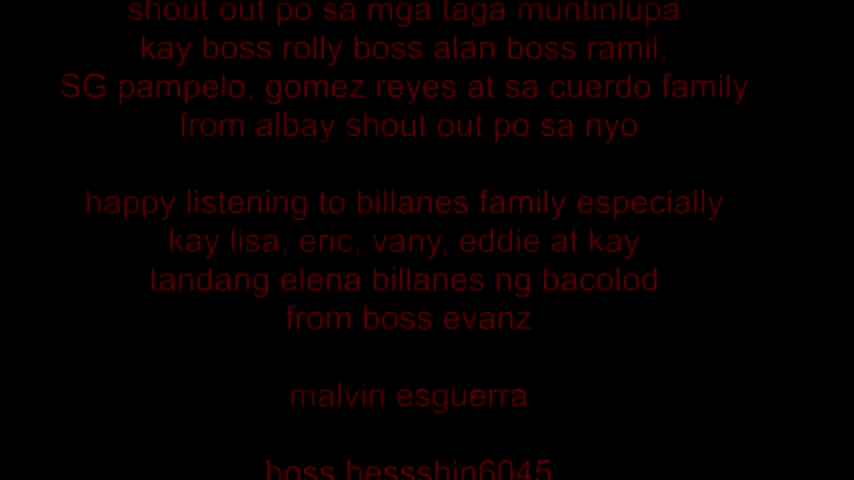 shout out po sa mga taga muntinlupa
kay boss rolly boss alan boss ramil.
SG pampelo, gomez reyes at sa cuerdo family
from albay shout out po sa nyo
happy listening to billanes family especially
kay lisa, eric, vany, eddie at kay
tandang elena billanes ng bacolod
from boss evanz
malvin esguerra
boss hessshin6045